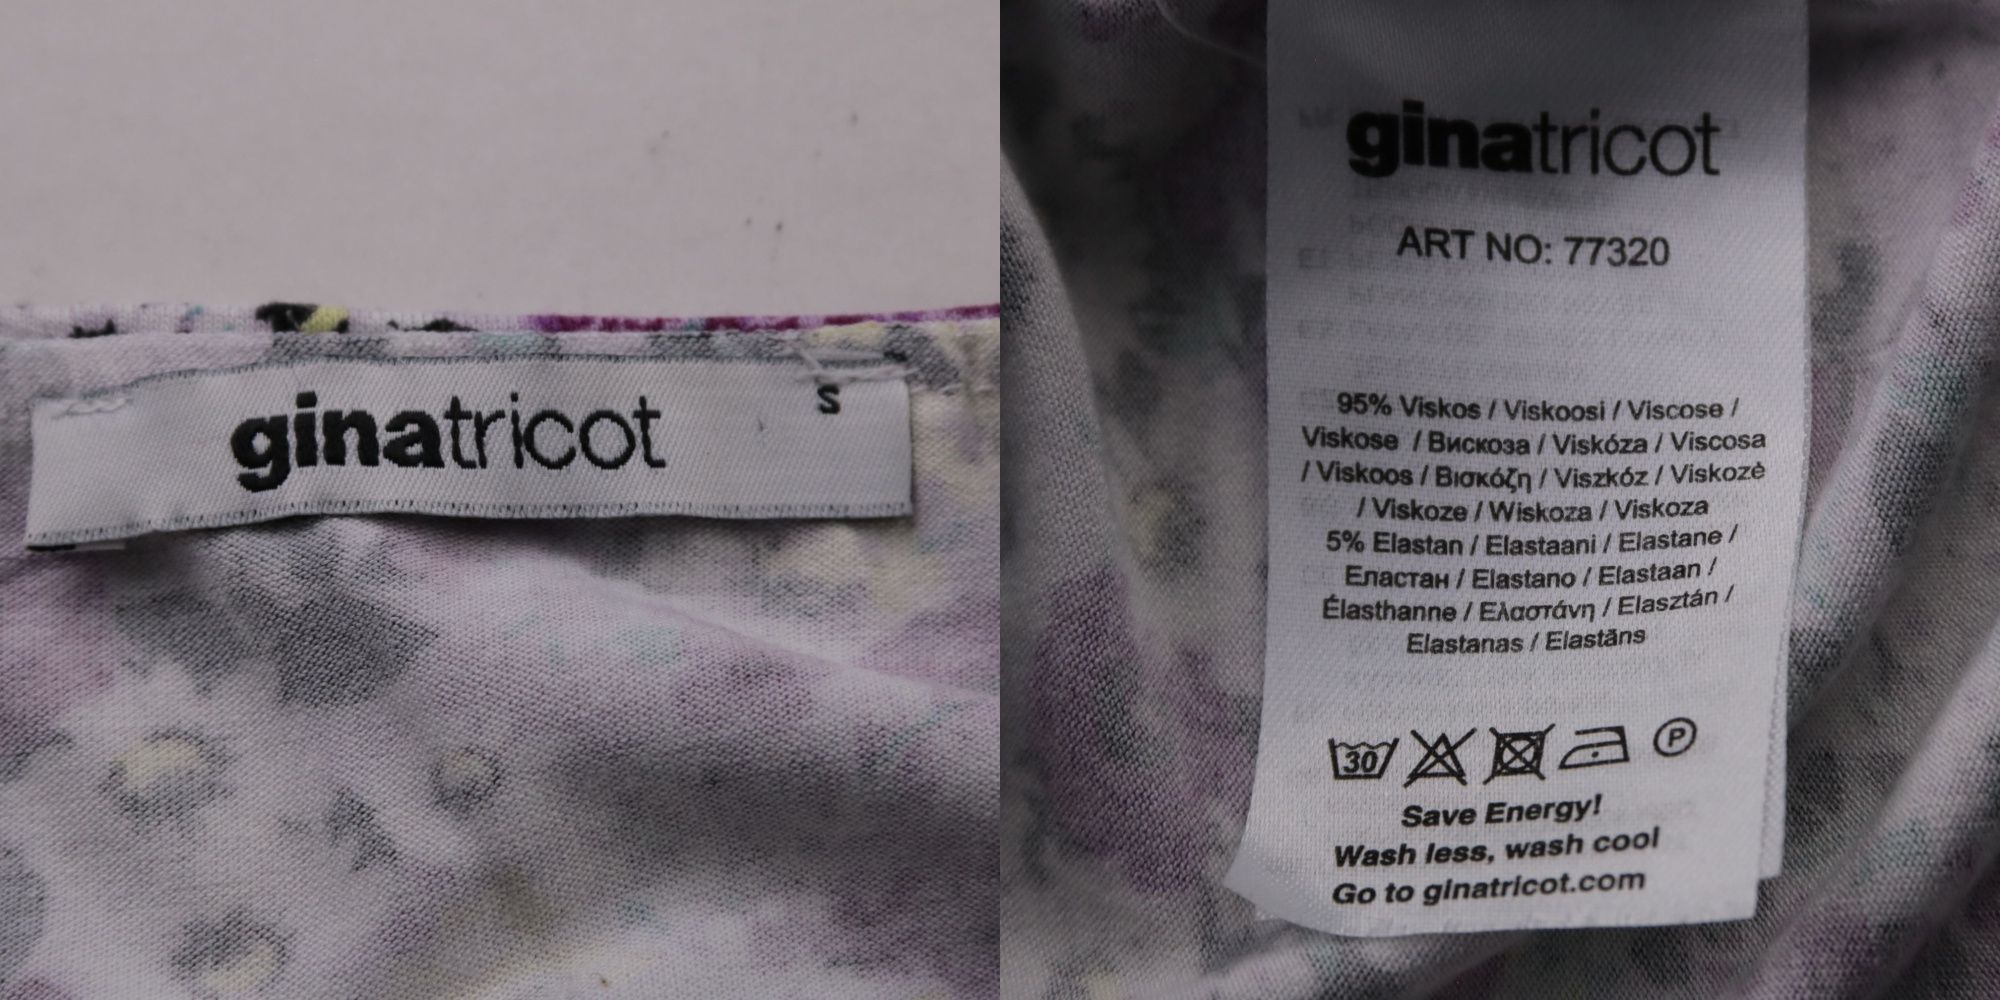 ginatricot
S
ginatricot
ART NO: 77320
95% Viskos / Viskoosi / Viscose /
Viskose / Вискоза / Viskóza / Viscosa
/ Viskoos / Βισκόζη / Viszkóz / Viskozė
/ Viskoze / Wiskoza / Viskoza
5% Elastan / Elastaani / Elastane /
Еластан / Elastano / Elastaan /
Élasthanne / Ελαστάνη / Elasztán /
Elastanas / Elastāns
30
P
Save Energy!
Wash less, wash cool
Go to ginatricot.com